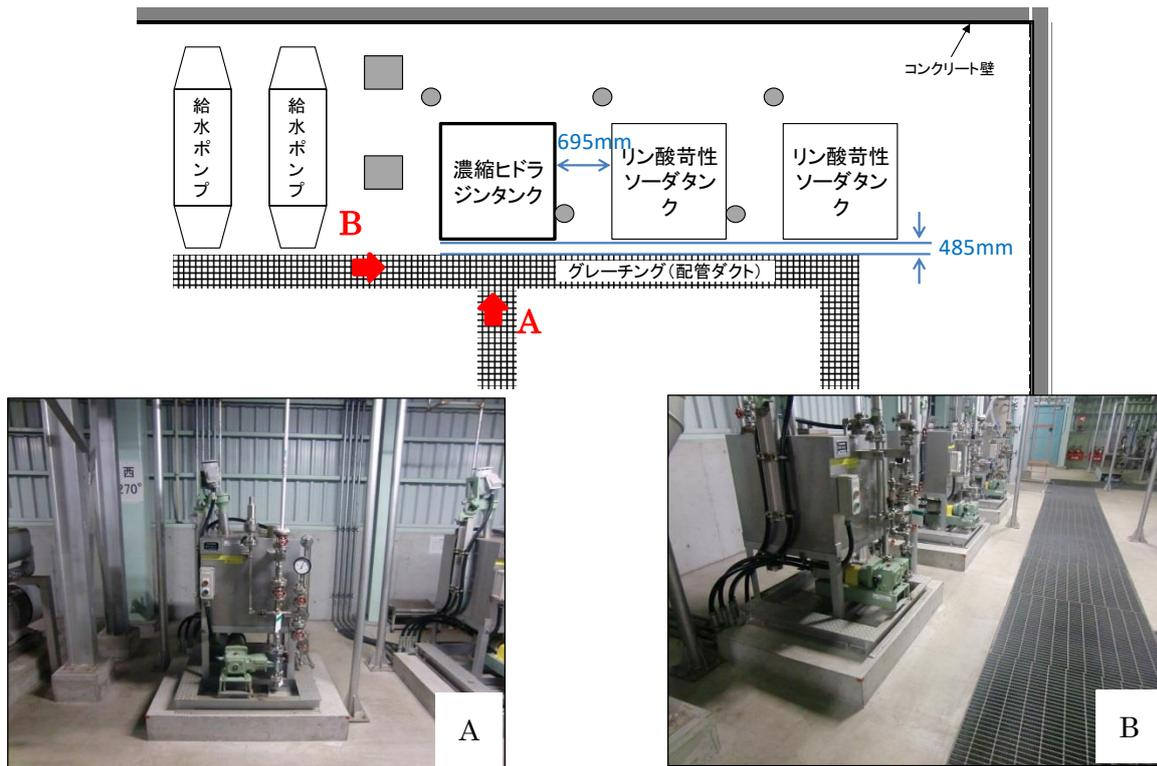 コンクリート壁
給水ポンプ
給水ポンプ
695mm
濃縮ヒドラ
ジンタンク
リン酸苛性
ソーダタン
ク
リン酸苛性
ソーダタン
ク
B
485mm
グレーチング(配管ダクト)
A
西
270°
A
B